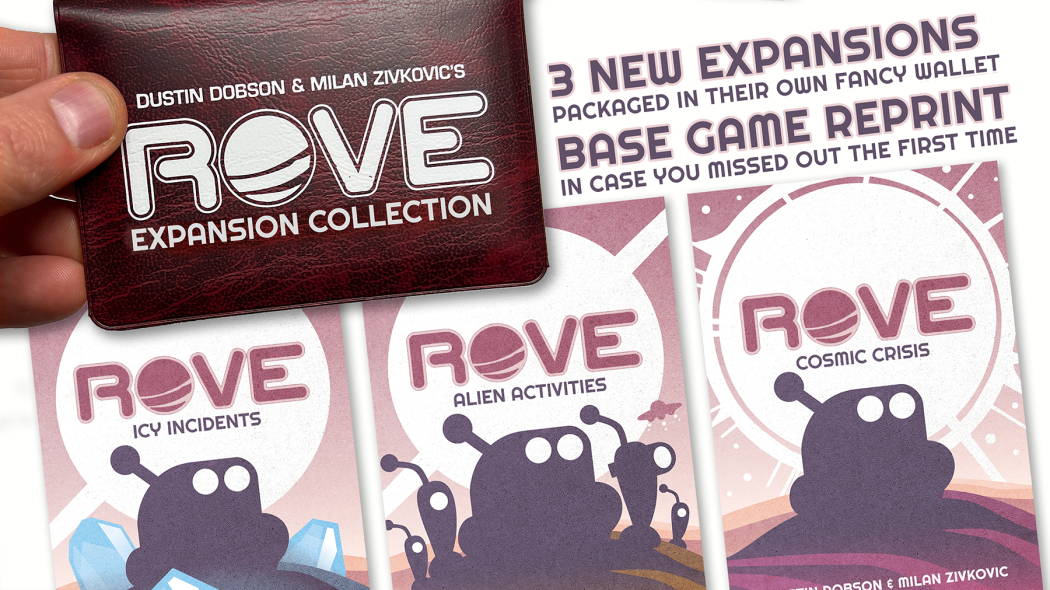 DUSTIN DOBSON & MILAN ZIVKOVIC'S
ROVE
EXPANSION COLLECTION
3 NEW EXPANSIONS
PACKAGED IN THEIR OWN FANCY WALLET
BASE GAME REPRINT
IN CASE YOU MISSED OUT THE FIRST TIME
ROVE
ICY INCIDENTS
ROVE
ALIEN ACTIVITIES
ROVE
COSMIC CRISIS
DOBSON & MILAN ZIVKOVIC